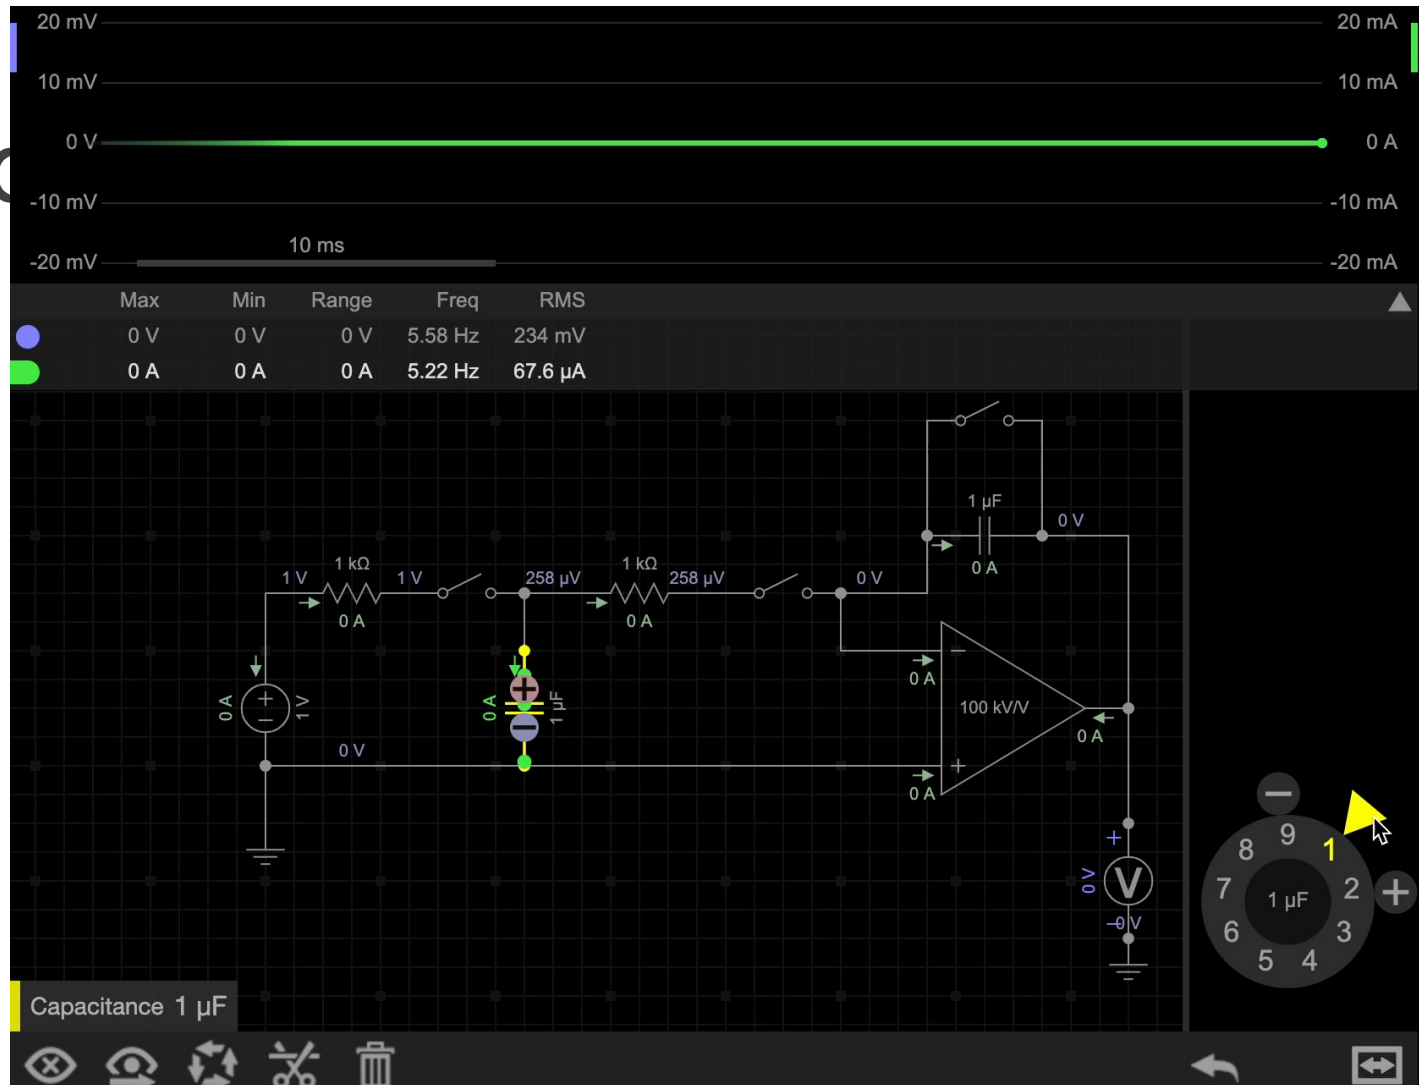 20 mV 20 mA
10 mV 10 mA
0 V 0 A
-10 mV -10 mA
10 ms
-20 mV -20 mA
Max Min Range Freq RMS
0 V 0 V 0 V 5.58 Hz 234 mV
0 A 0 A 0 A 5.22 Hz 67.6 µA
1 µF
0 V
0 A
1 kΩ 1 kΩ
1 V 1 V 258 µV 258 µV 0 V
0 A 0 A
0 A
0 A 1 V 0 A 1 µF
100 kV/V
0 A
0 V
0 A
+
0 V V
0 V
9
8 1
7 1 µF 2
6 3
5 4
Capacitance 1 µF